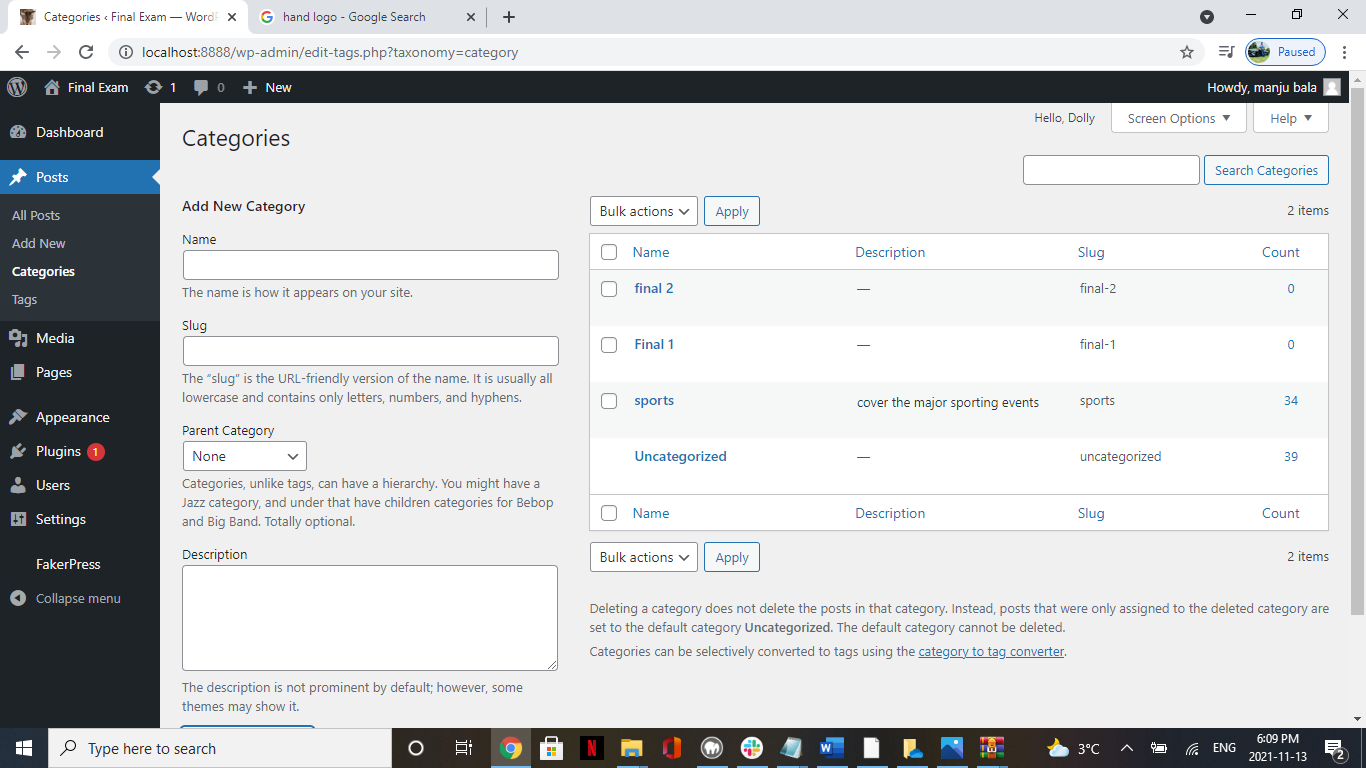 Categories ‹ Final Exam — WordP
hand logo - Google Search
localhost:8888/wp-admin/edit-tags.php?taxonomy=category
Paused
Final Exam 1 0 New
Howdy, manju bala
Dashboard
Posts
All Posts
Add New
Categories
Tags
Media
Pages
Appearance
Plugins 1
Users
Settings
FakerPress
Collapse menu
Hello, Dolly
Screen Options
Help
Categories
Search Categories
Add New Category
Name
The name is how it appears on your site.
Slug
The “slug” is the URL-friendly version of the name. It is usually all
lowercase and contains only letters, numbers, and hyphens.
Parent Category
None
Categories, unlike tags, can have a hierarchy. You might have a
Jazz category, and under that have children categories for Bebop
and Big Band. Totally optional.
Description
The description is not prominent by default; however, some
themes may show it.
Bulk actions Apply 2 items
Name Description Slug Count
final 2 — final-2 0
Final 1 — final-1 0
sports cover the major sporting events sports 34
Uncategorized — uncategorized 39
Name Description Slug Count
Bulk actions Apply 2 items
Deleting a category does not delete the posts in that category. Instead, posts that were only assigned to the deleted category are
set to the default category Uncategorized. The default category cannot be deleted.
Categories can be selectively converted to tags using the category to tag converter.
Type here to search
3°C
ENG
6:09 PM
2021-11-13
2